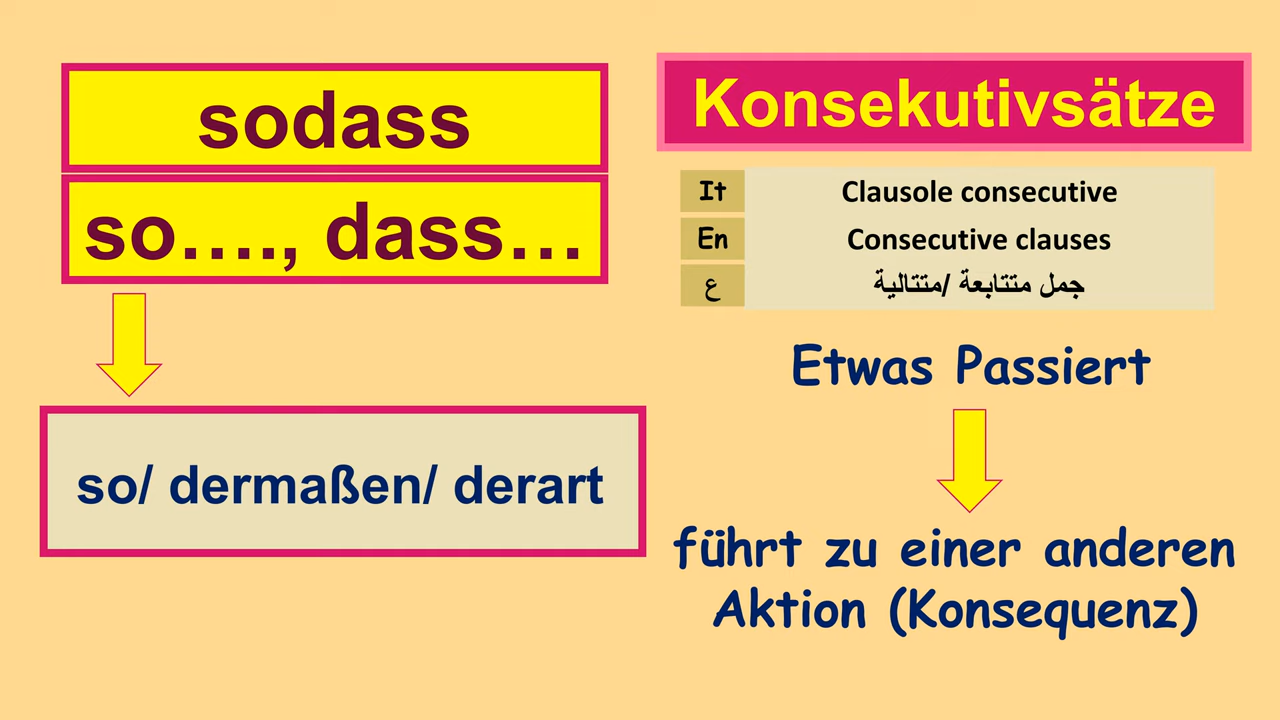 sodass
so…., dass…
so/ dermaßen/ derart
Konsekutivsätze
It Clausole consecutive
En Consecutive clauses
ع جمل متتابعة /متتالية
Etwas Passiert
führt zu einer anderen
Aktion (Konsequenz)